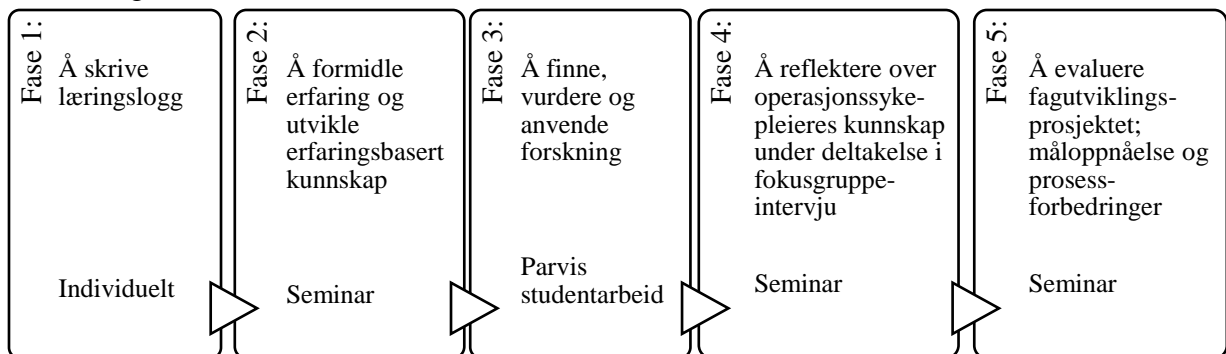 Fase 1:
Å skrive
læringslogg
Individuelt
Fase 2:
Å formidle
erfaring og
utvikle
erfaringsbasert
kunnskap
Seminar
Fase 3:
Å finne,
vurdere og
anvende
forskning
Parvis
studentarbeid
Fase 4:
Å reflektere over
operasjonssyke-
pleieres kunnskap
under deltakelse i
fokusgruppe-
intervju
Seminar
Fase 5:
Å evaluere
fagutviklings-
prosjektet;
måloppnåelse og
prosess-
forbedringer
Seminar